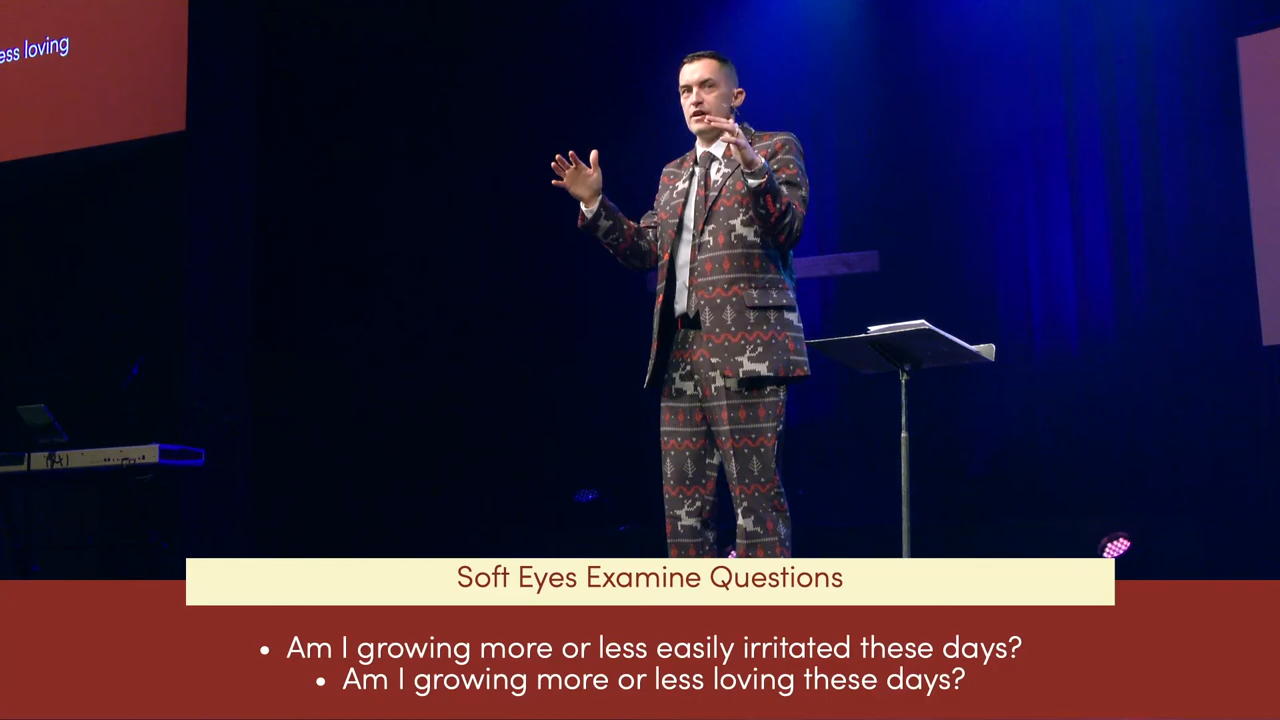 ess loving
Soft Eyes Examine Questions
• Am I growing more or less easily irritated these days?
• Am I growing more or less loving these days?